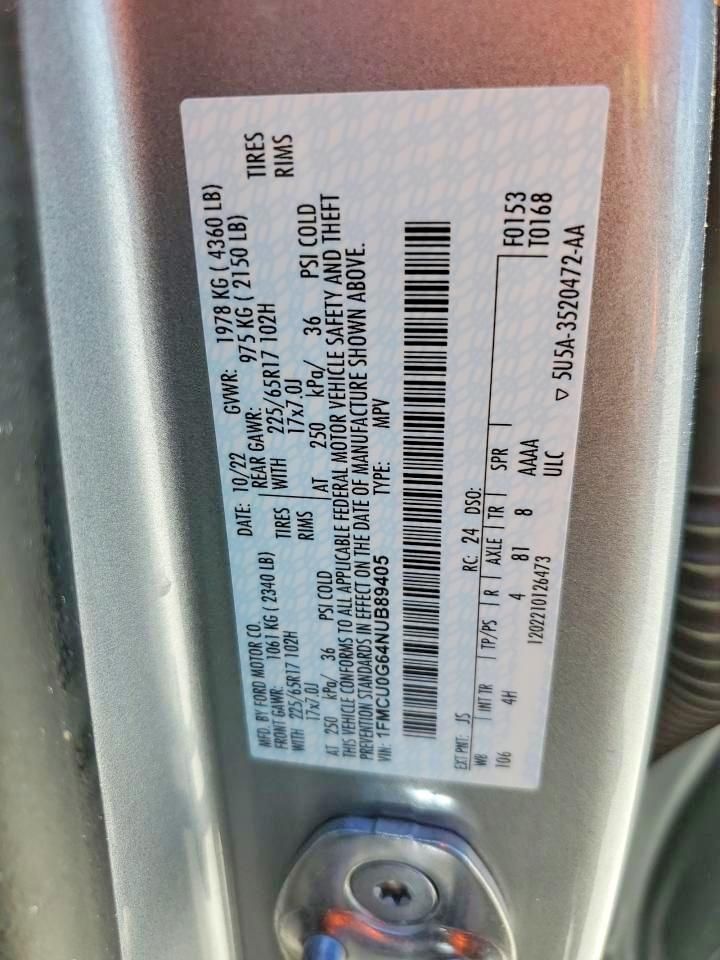 MFD. BY FORD MOTOR CO. DATE: 10/22 GVWR: 1978 KG ( 4360 LB)
FRONT GAWR: 1061 KG ( 2340 LB) REAR GAWR: 975 KG ( 2150 LB)
WITH 225/65R17 102H TIRES WITH 225/65R17 102H TIRES
17x7.0J RIMS 17x7.0J RIMS
AT 250 kPa/ 36 PSI COLD AT 250 kPa/ 36 PSI COLD
THIS VEHICLE CONFORMS TO ALL APPLICABLE FEDERAL MOTOR VEHICLE SAFETY AND THEFT
PREVENTION STANDARDS IN EFFECT ON THE DATE OF MANUFACTURE SHOWN ABOVE.
VIN: 1FMCU0G64NUB89405 TYPE: MPV
EXT PNT: JS RC: 24 DSO: F0153
WB INT TR TP/PS R AXLE TR SPR T0168
106 4H 4 81 8 AAAA
1202210126473 ULC ▽ 5U5A-3520472-AA